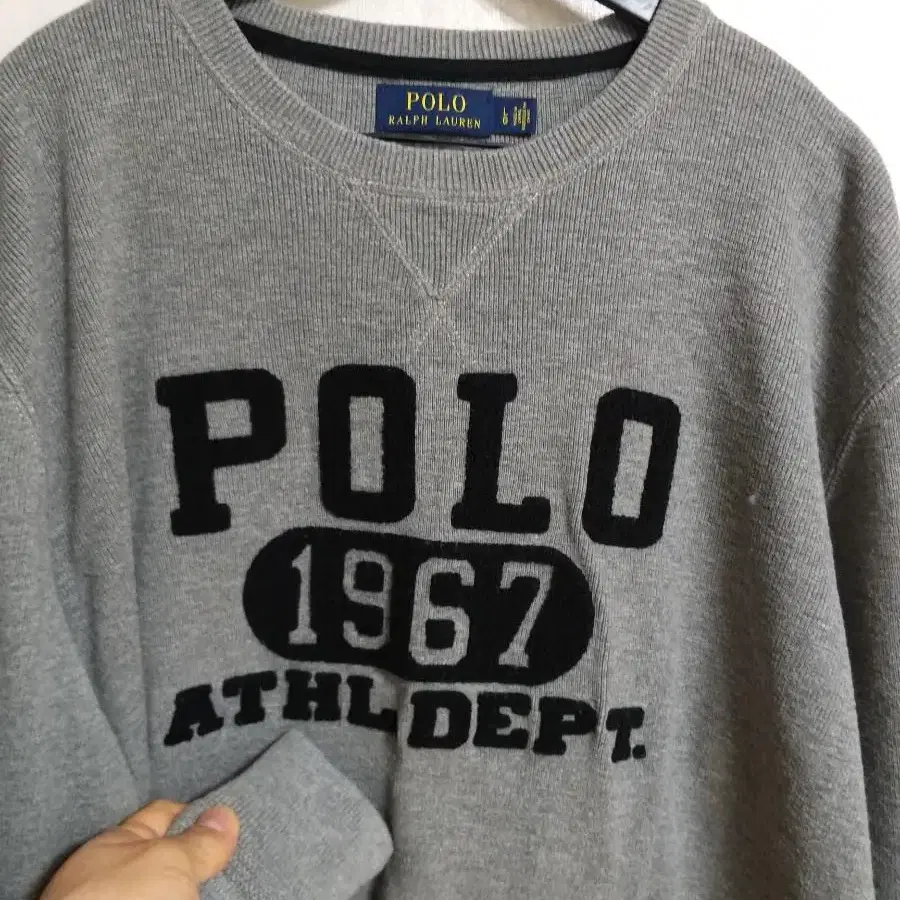 POLO
RALPH LAUREN
L
POLO
1967
ATHL DEPT.